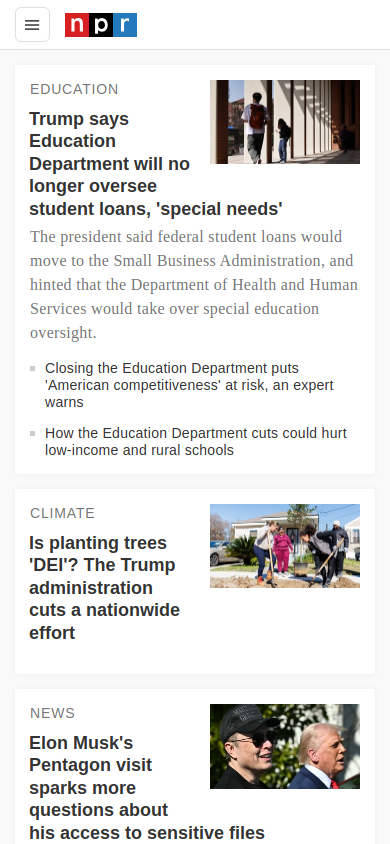 npr
EDUCATION
Trump says
Education
Department will no
longer oversee
student loans, 'special needs'
The president said federal student loans would
move to the Small Business Administration, and
hinted that the Department of Health and Human
Services would take over special education
oversight.
Closing the Education Department puts
'American competitiveness' at risk, an expert
warns
How the Education Department cuts could hurt
low-income and rural schools
CLIMATE
Is planting trees
'DEI'? The Trump
administration
cuts a nationwide
effort
NEWS
Elon Musk's
Pentagon visit
sparks more
questions about
his access to sensitive files